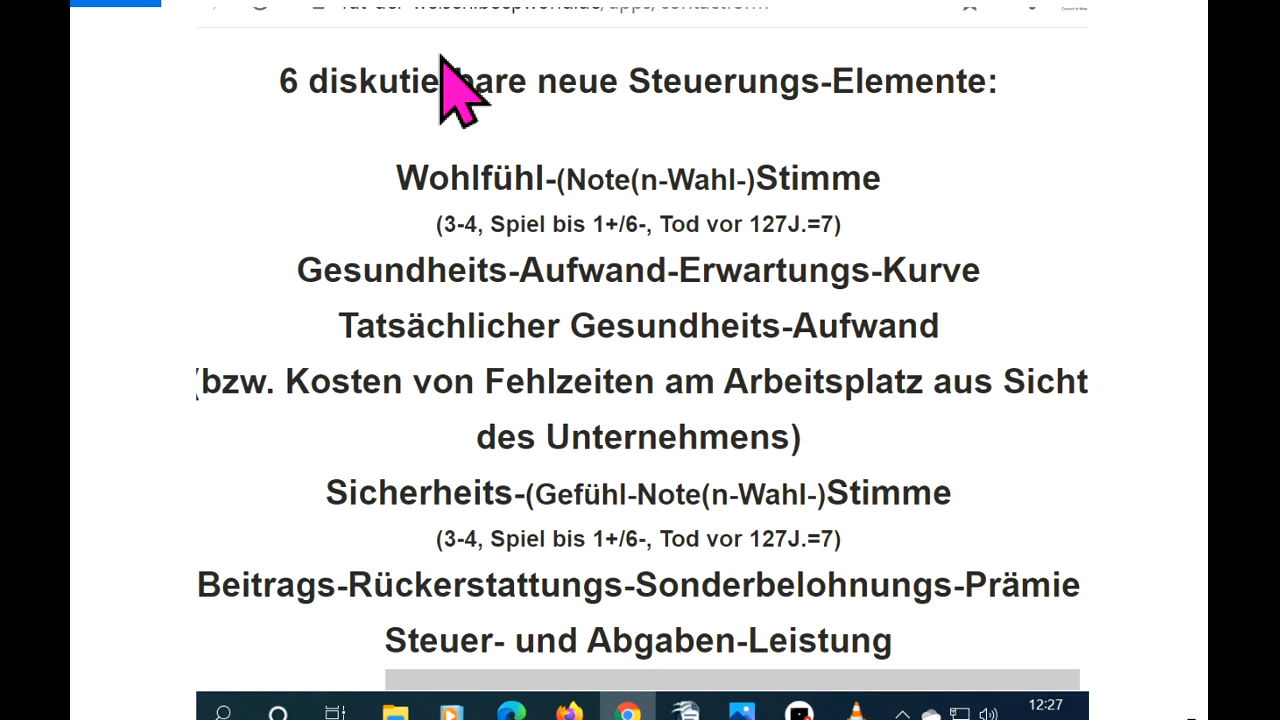 6 diskutierbare neue Steuerungs-Elemente:
Wohlfühl-(Note(n-Wahl-)Stimme
(3-4, Spiel bis 1+/6-, Tod vor 127J.=7)
Gesundheits-Aufwand-Erwartungs-Kurve
Tatsächlicher Gesundheits-Aufwand
(bzw. Kosten von Fehlzeiten am Arbeitsplatz aus Sicht
des Unternehmens)
Sicherheits-(Gefühl-Note(n-Wahl-)Stimme
(3-4, Spiel bis 1+/6-, Tod vor 127J.=7)
Beitrags-Rückerstattungs-Sonderbelohnungs-Prämie
Steuer- und Abgaben-Leistung
12:27